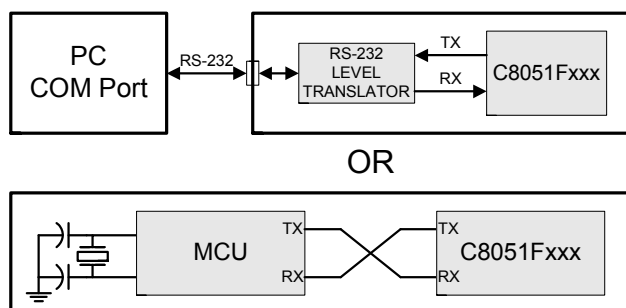 PC
COM Port
RS-232
RS-232
LEVEL
TRANSLATOR
TX
RX
C8051Fxxx
OR
MCU
TX
RX
TX
RX
C8051Fxxx